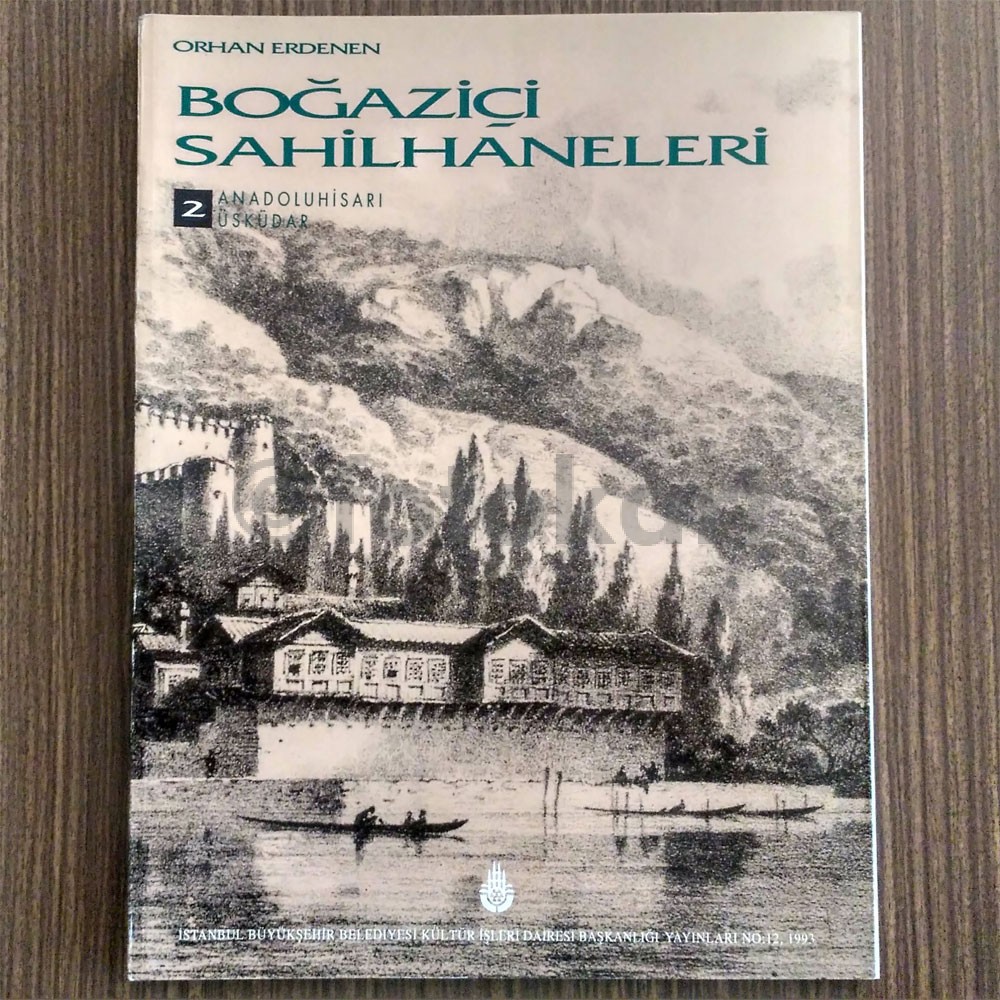 ORHAN ERDENEN
BOĞAZİÇİ
SAHİLHÂNELERİ
2 ANADOLUHİSARI
ÜSKÜDAR
İSTANBUL BÜYÜKŞEHİR BELEDİYESİ KÜLTÜR İŞLERİ DAİRESİ BAŞKANLIĞI YAYINLARI NO:12, 1993